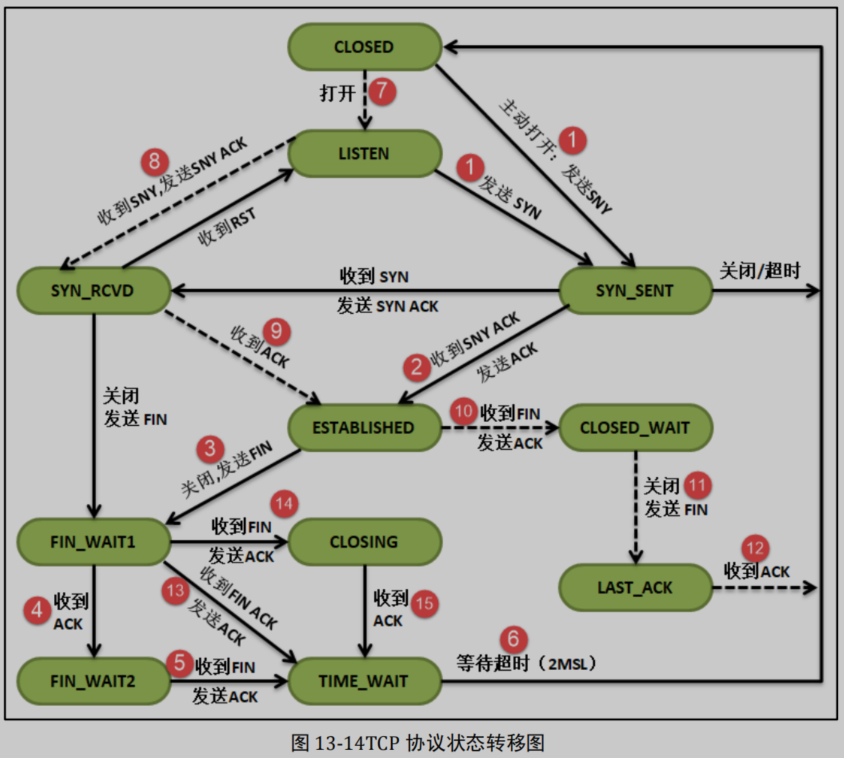 CLOSED
打开
7
主动打开：发送SNY
1
LISTEN
8
收到SNY,发送SNY ACK
收到RST
1
发送 SYN
SYN_RCVD
收到 SYN
发送 SYN ACK
SYN_SENT
关闭/超时
9
收到ACK
2
收到SNY ACK
发送ACK
关闭
发送 FIN
ESTABLISHED
10
收到FIN
发送ACK
CLOSED_WAIT
3
关闭,发送FIN
关闭
11
发送 FIN
FIN_WAIT1
14
收到FIN
发送ACK
CLOSING
12
收到ACK
LAST_ACK
4
收到
ACK
13
收到FIN ACK
发送ACK
收到
ACK
15
FIN_WAIT2
5
收到FIN
发送ACK
TIME_WAIT
6
等待超时（2MSL）
图 13-14TCP 协议状态转移图